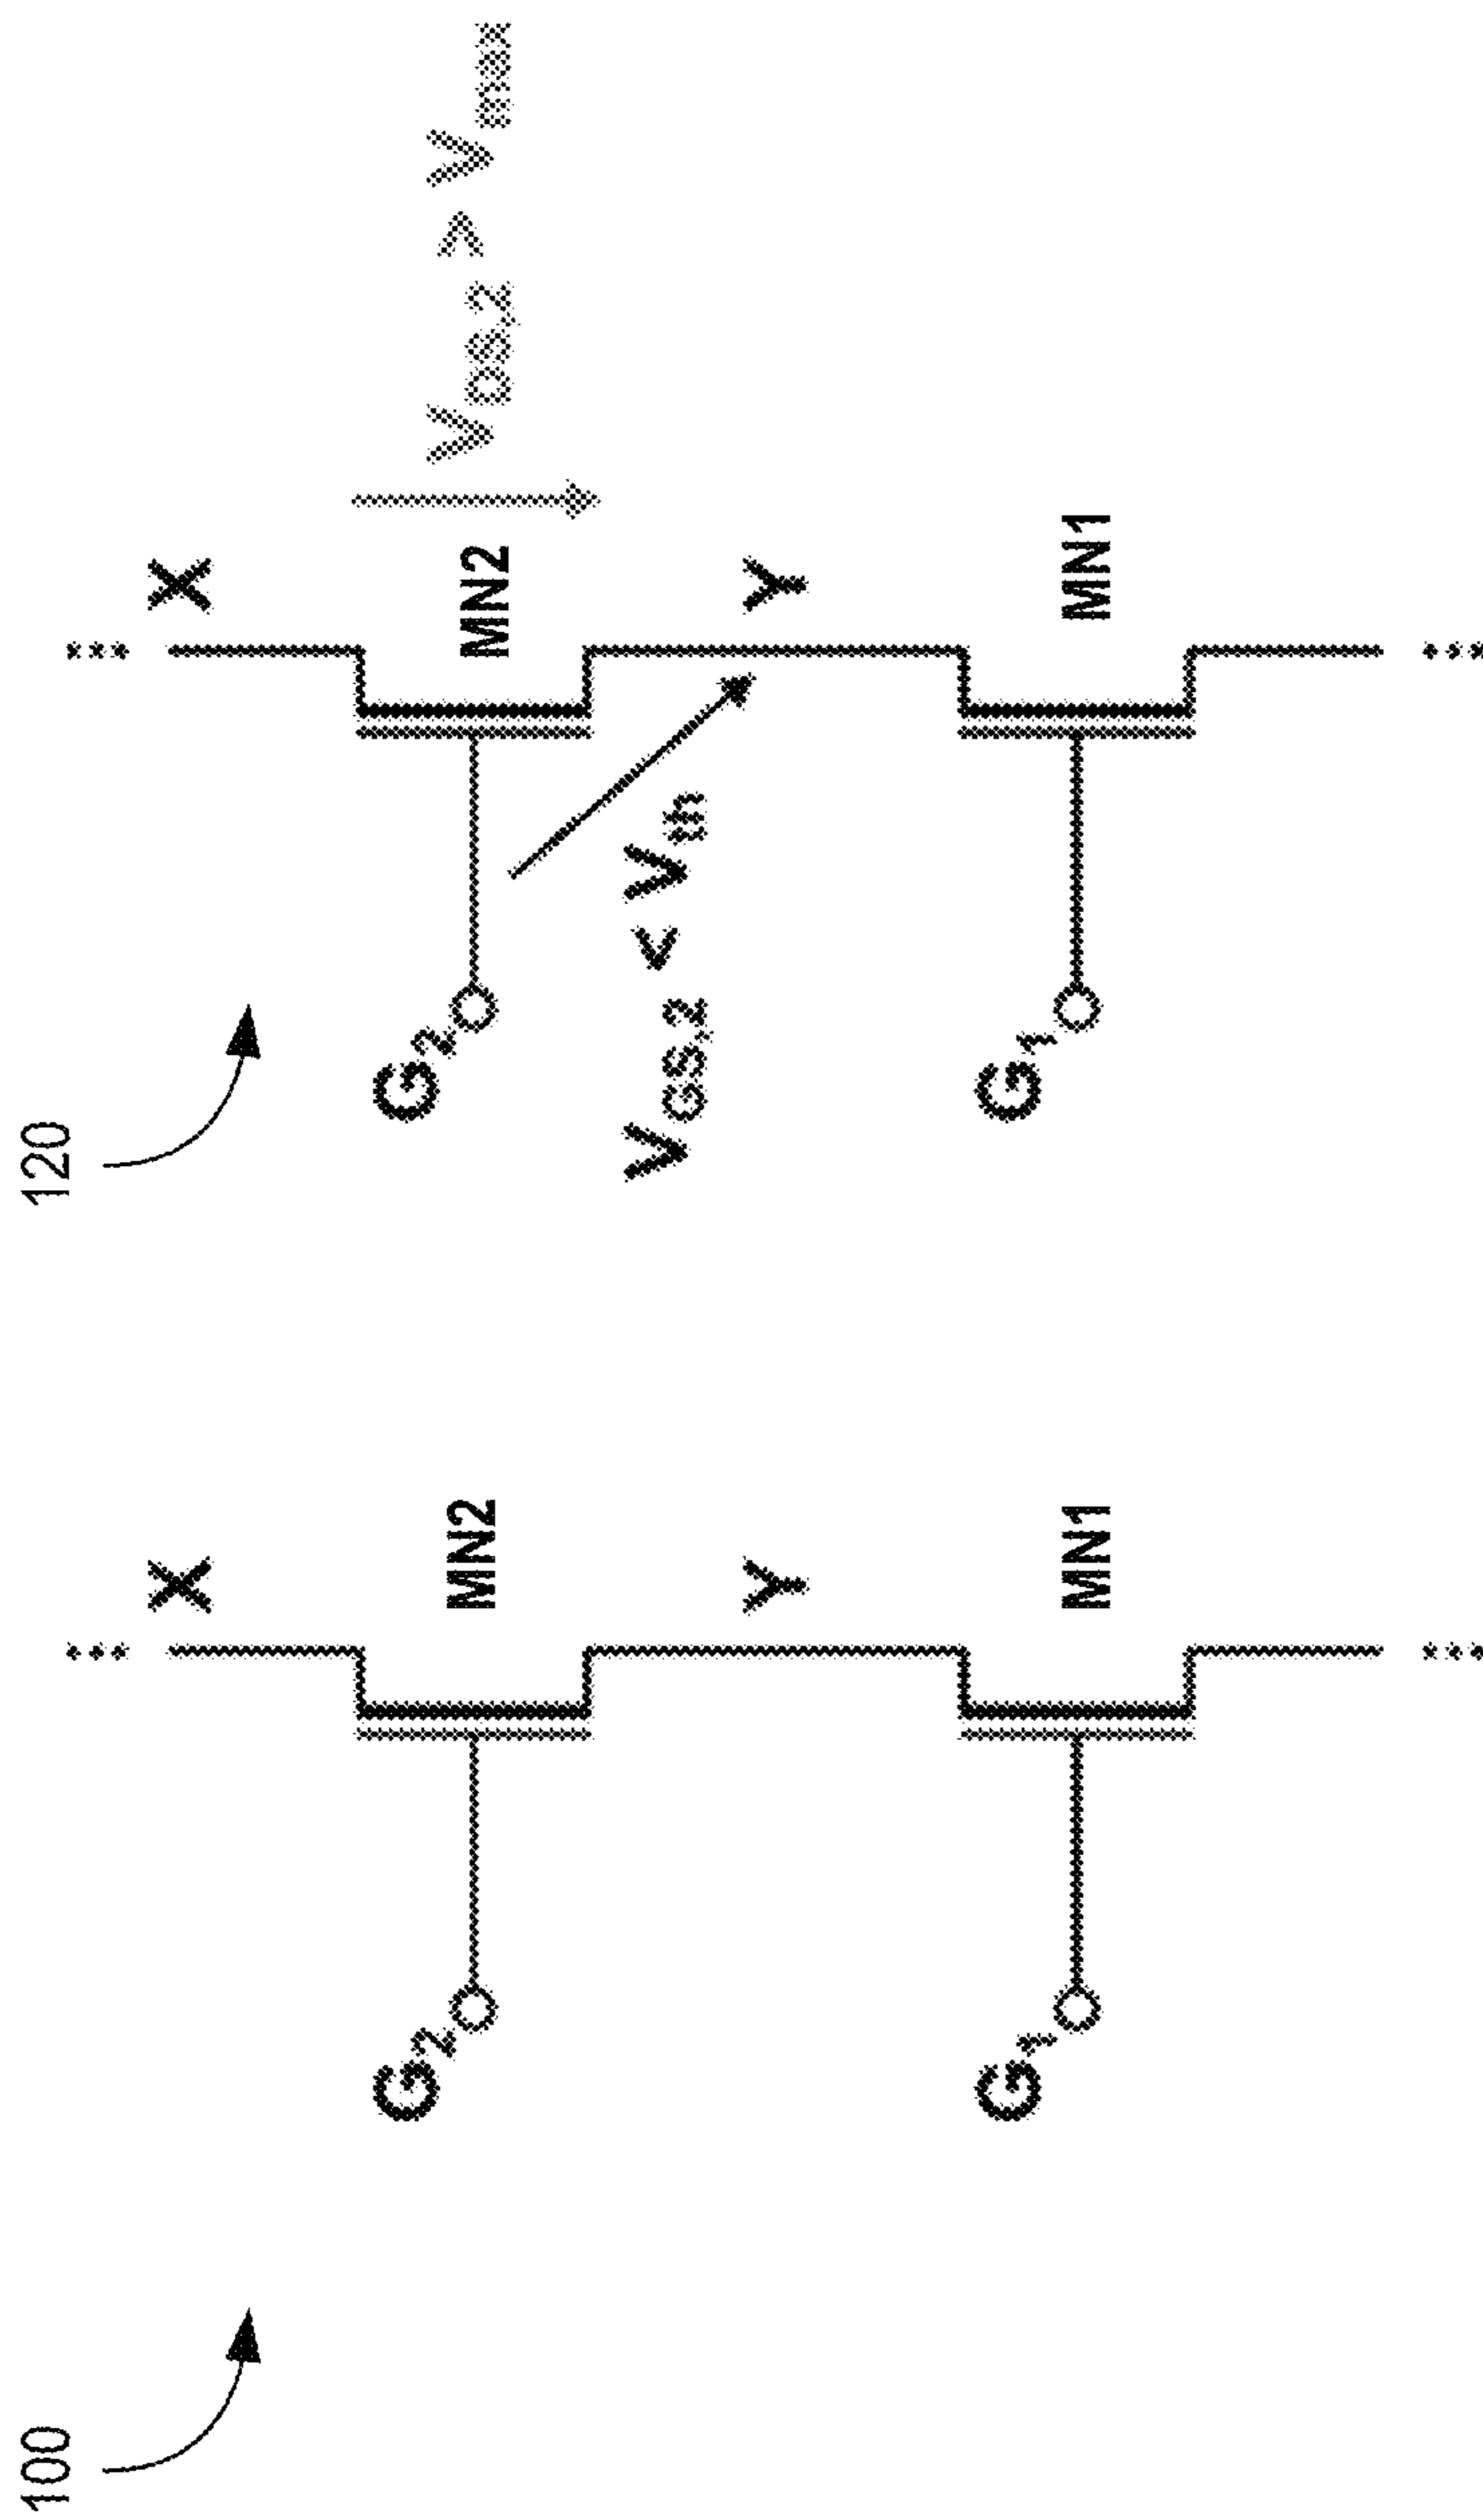 100
X
G2
MN2
Y
G1
MN1
120
X
G2
MN2
VDS,2 > Vmax
VGS,2 < Vth
Y
G1
MN1